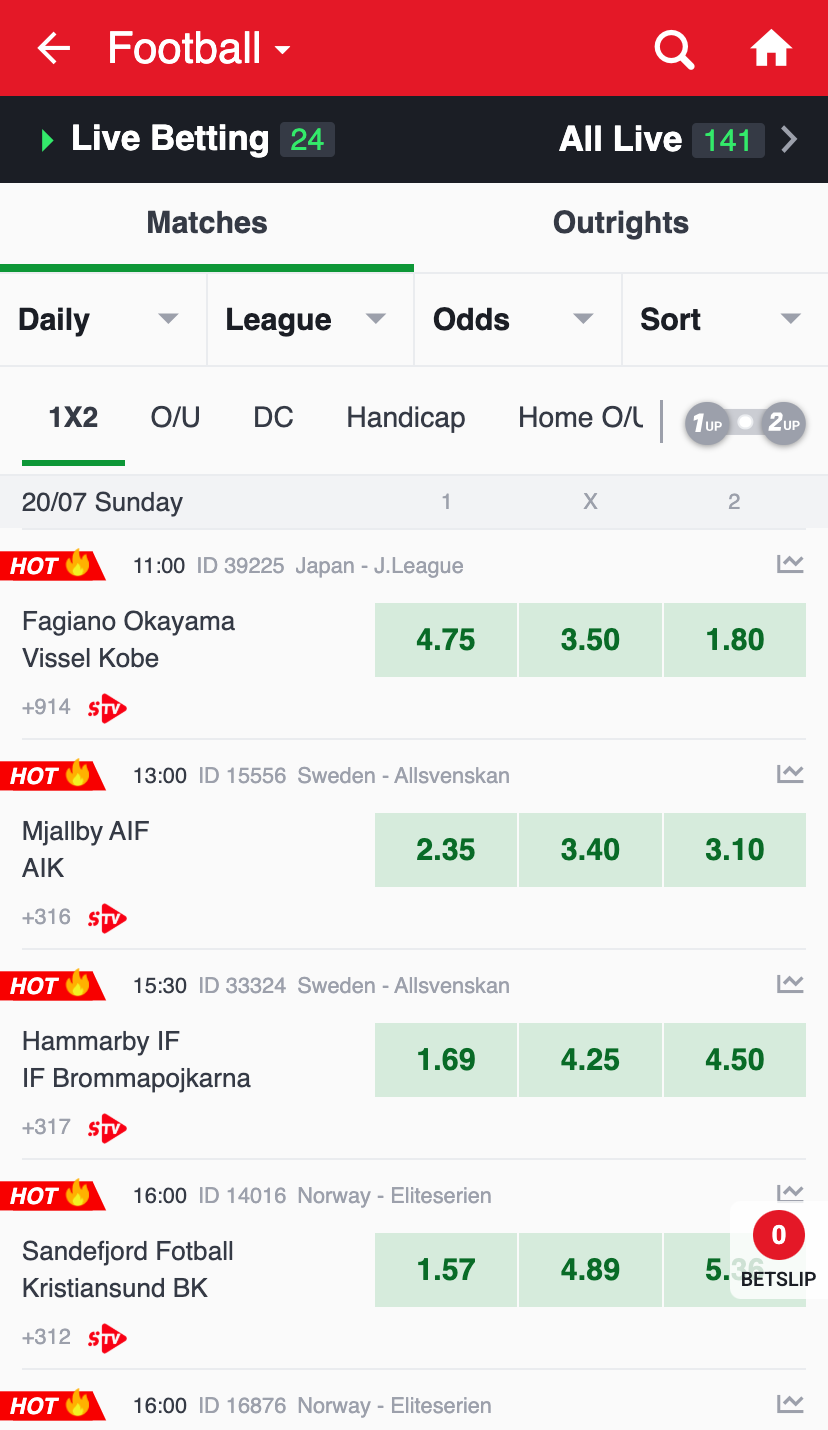 Football
Live Betting 24 All Live 141
Matches Outrights
Daily League Odds Sort
1X2 O/U DC Handicap Home O/U 1UP 2UP
20/07 Sunday 1 X 2
HOT 11:00 ID 39225 Japan - J.League
Fagiano Okayama
Vissel Kobe
4.75 3.50 1.80
+914 STV
HOT 13:00 ID 15556 Sweden - Allsvenskan
Mjallby AIF
AIK
2.35 3.40 3.10
+316 STV
HOT 15:30 ID 33324 Sweden - Allsvenskan
Hammarby IF
IF Brommapojkarna
1.69 4.25 4.50
+317 STV
HOT 16:00 ID 14016 Norway - Eliteserien
Sandefjord Fotball
Kristiansund BK
1.57 4.89 5.36
0
BETSLIP
+312 STV
HOT 16:00 ID 16876 Norway - Eliteserien